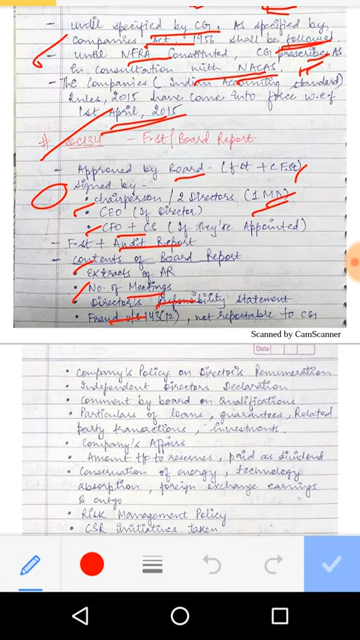 - Until specified by CG. As specified by,
Companies Act, 1956 shall be followed.
- Until NFRA Constituted, CG prescribes AS
in Consultation with NACAS.
- The Companies (Indian Accounting standard)
Rules, 2015 have come into force w.e.f
1st April, 2015
# Sec 134 - F.st / Board Report
- Approved by Board - (f.st + C.F.st)
- Signed by -
• Chairperson / 2 Directors (1 MD)
• CEO (If Director)
• CFO + CS (If they're Appointed)
- F.st + Audit Report
- Contents of Board Report
• Extracts of AR
• No. of Meetings
• Director's Responsibility Statement
• Fraud u/s 143(12), not reportable to CG
Scanned by CamScanner
Date
• Company's Policy on Director's Remuneration
• Independent Directors Declaration
• Comment by board on Qualifications
• Particulars of loans, guarantees, Related
party transactions, investments.
• Company's Affairs
• Amount tfr to reserves, paid as dividend
• Conservation of energy, technology
absorption, foreign exchange earnings
& outgo
• Risk Management Policy
• CSR initiatives taken